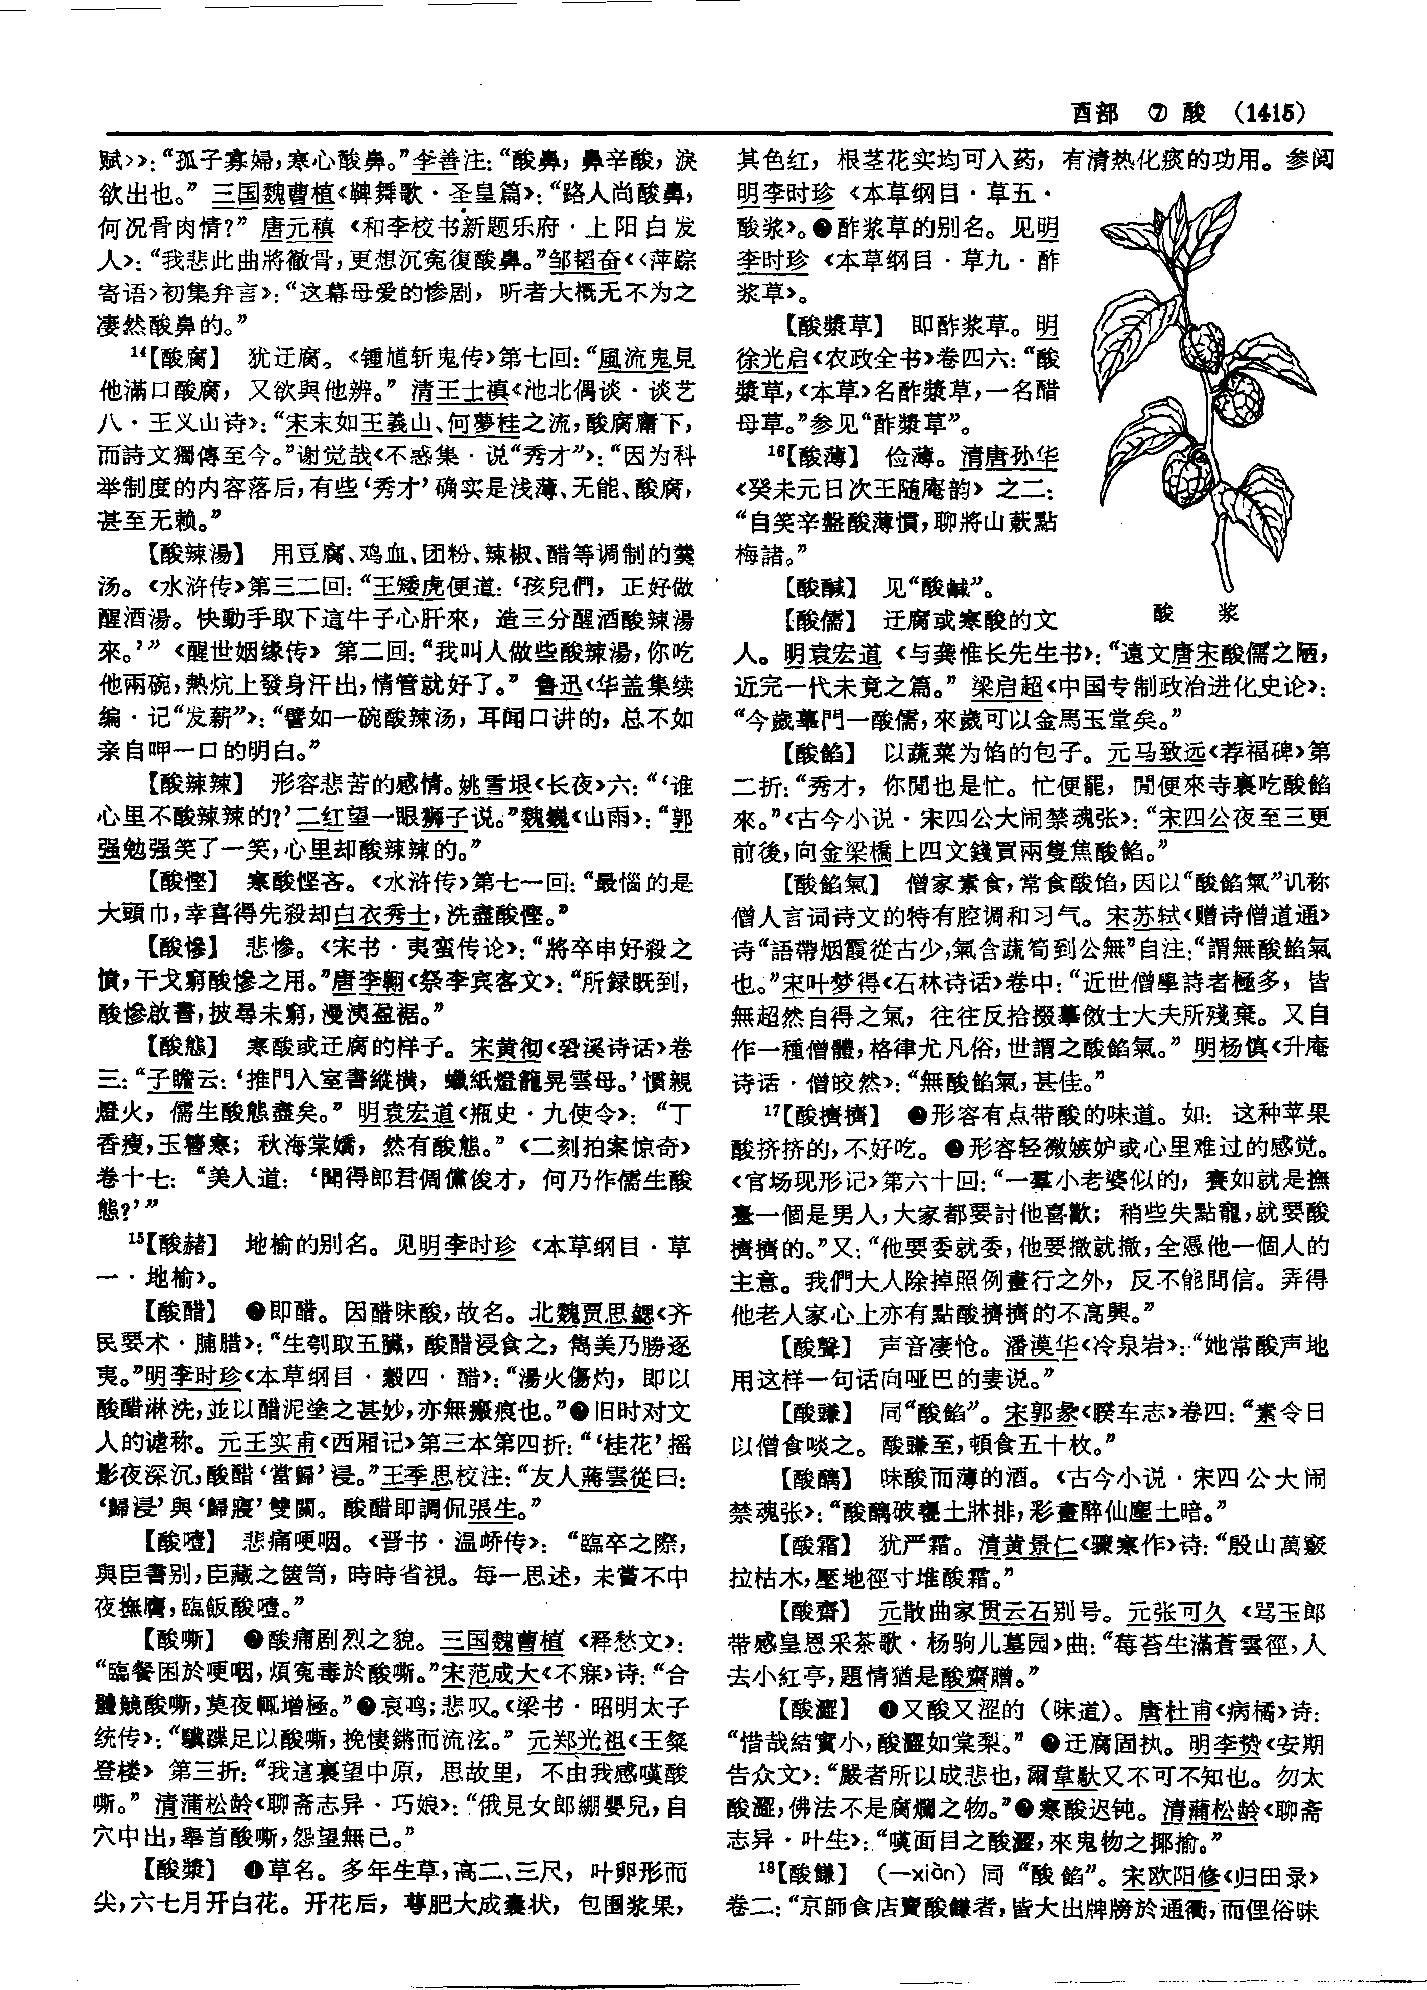 酉部 ⑦ 酸 (1415)
赋〉》:“孤子寡婦,寒心酸鼻。”李善注:“酸鼻,鼻辛酸,淚
欲出也。” 三国魏曹植《鞞舞歌·圣皇篇》:“路人尚酸鼻,
何况骨肉情?” 唐元稹《和李校书新题乐府·上阳白发
人》:“我悲此曲將徹骨,更想沉寃復酸鼻。”邹韬奋《〈萍踪
寄语〉初集弁言》:“这幕母爱的惨剧,听者大概无不为之
凄然酸鼻的。”
14【酸腐】 犹迂腐。《锺馗斩鬼传》第七回:“風流鬼見
他滿口酸腐,又欲與他辨。” 清王士禛《池北偶谈·谈艺
八·王义山诗》:“宋末如王義山、何夢桂之流,酸腐庸下,
而詩文獨傳至今。”谢觉哉《不惑集·说“秀才”》:“因为科
举制度的内容落后,有些‘秀才’确实是浅薄、无能、酸腐,
甚至无赖。”
【酸辣湯】 用豆腐、鸡血、团粉、辣椒、醋等调制的羹
汤。《水浒传》第三二回:“王矮虎便道:‘孩兒們,正好做
醒酒湯。快動手取下這牛子心肝來,造三分醒酒酸辣湯
來。’”《醒世姻缘传》第二回:“我叫人做些酸辣湯,你吃
他兩碗,熱炕上發身汗出,情管就好了。” 鲁迅《华盖集续
编·记“发薪”》:“譬如一碗酸辣汤,耳闻口讲的,总不如
亲自呷一口的明白。”
【酸辣辣】 形容悲苦的感情。姚雪垠《长夜》六:“‘谁
心里不酸辣辣的?’二红望一眼狮子说。”魏巍《山雨》:“郭
强勉强笑了一笑,心里却酸辣辣的。”
【酸慳】 寒酸悭吝。《水浒传》第七一回:“最惱的是
大頭巾,幸喜得先殺却白衣秀士,洗盡酸慳。”
【酸慘】 悲惨。《宋书·夷蛮传论》:“將卒申好殺之
憤,干戈窮酸慘之用。”唐李翱《祭李宾客文》:“所録既到,
酸慘啟書,披尋未窮,漫洟盈裾。”
【酸態】 寒酸或迂腐的样子。宋黄彻《䂬溪诗话》卷
三:“子瞻云:‘推門入室書縱橫,蠟紙燈籠晃雲母。’慣親
燈火,儒生酸態盡矣。” 明袁宏道《瓶史·九使令》:“丁
香瘦,玉簪寒;秋海棠嬌,然有酸態。”《二刻拍案惊奇》
卷十七:“美人道:‘聞得郎君倜儻俊才,何乃作儒生酸
態?’”
15【酸赭】 地榆的别名。见明李时珍《本草纲目·草
一·地榆》。
【酸醋】 ❶即醋。因醋味酸,故名。北魏贾思勰《齐
民要术·脯腊》:“生刳取五臟,酸醋浸食之,雋美乃勝逐
夷。”明李时珍《本草纲目·穀四·醋》:“湯火傷灼,即以
酸醋淋洗,並以醋泥塗之甚妙,亦無瘢痕也。”❷旧时对文
人的谑称。元王实甫《西厢记》第三本第四折:“‘桂花’摇
影夜深沉,酸醋‘當歸’浸。”王季思校注:“友人蔣雲從曰:
‘歸浸’與‘歸寢’雙關。酸醋即調侃張生。”
【酸噎】 悲痛哽咽。《晋书·温峤传》:“臨卒之際,
與臣書别,臣藏之篋笥,時時省視。每一思述,未嘗不中
夜撫膺,臨飯酸噎。”
【酸嘶】 ❶酸痛剧烈之貌。三国魏曹植《释愁文》:
“臨餐困於哽咽,煩寃毒於酸嘶。”宋范成大《不寐》诗:“合
體競酸嘶,莫夜輒增極。”❷哀鸣;悲叹。《梁书·昭明太子
统传》:“驥蹀足以酸嘶,挽悽鏘而流泫。” 元郑光祖《王粲
登楼》第三折:“我這裏望中原,思故里,不由我感嘆酸
嘶。” 清蒲松龄《聊斋志异·巧娘》:“俄見女郎綳嬰兒,自
穴中出,舉首酸嘶,怨望無已。”
【酸漿】 ❶草名。多年生草,高二、三尺,叶卵形而
尖,六七月开白花。开花后,萼肥大成囊状,包围浆果,
其色红,根茎花实均可入药,有清热化痰的功用。参阅
明李时珍《本草纲目·草五·
酸浆》。❷酢浆草的别名。见明
李时珍《本草纲目·草九·酢
浆草》。
【酸漿草】 即酢浆草。明
徐光启《农政全书》卷四六:“酸
漿草,《本草》名酢漿草,一名醋
母草。”参见“酢漿草”。
16【酸薄】 俭薄。清唐孙华
《癸未元日次王随庵韵》之二:
“自笑辛盤酸薄慣,聊將山蔌點
梅諸。”
【酸醎】 见“酸鹹”。
【酸儒】 迂腐或寒酸的文
人。明袁宏道《与龚惟长先生书》:“遠文唐宋酸儒之陋,
近完一代未竟之篇。” 梁启超《中国专制政治进化史论》:
“今歲蓽門一酸儒,來歲可以金馬玉堂矣。”
【酸餡】 以蔬菜为馅的包子。元马致远《荐福碑》第
二折:“秀才,你閒也是忙。忙便罷,閒便來寺裏吃酸餡
來。”《古今小说·宋四公大闹禁魂张》:“宋四公夜至三更
前後,向金梁橋上四文錢買兩隻焦酸餡。”
【酸餡氣】 僧家素食,常食酸馅,因以“酸餡氣”讥称
僧人言词诗文的特有腔调和习气。宋苏轼《赠诗僧道通》
诗“語帶烟霞從古少,氣含蔬筍到公無”自注:“謂無酸餡氣
也。”宋叶梦得《石林诗话》卷中:“近世僧學詩者極多,皆
無超然自得之氣,往往反拾掇摹傚士大夫所殘棄。又自
作一種僧體,格律尤凡俗,世謂之酸餡氣。” 明杨慎《升庵
诗话·僧皎然》:“無酸餡氣,甚佳。”
17【酸擠擠】 ❶形容有点带酸的味道。如:这种苹果
酸挤挤的,不好吃。❷形容轻微嫉妒或心里难过的感觉。
《官场现形记》第六十回:“一羣小老婆似的,賽如就是撫
臺一個是男人,大家都要討他喜歡;稍些失點寵,就要酸
擠擠的。”又:“他要委就委,他要撤就撤,全憑他一個人的
主意。我們大人除掉照例畫行之外,反不能問信。弄得
他老人家心上亦有點酸擠擠的不高興。”
【酸聲】 声音凄怆。潘漠华《冷泉岩》:“她常酸声地
用这样一句话向哑巴的妻说。”
【酸豏】 同“酸餡”。宋郭彖《睽车志》卷四:“素令日
以僧食啖之。酸豏至,頓食五十枚。”
【酸醨】 味酸而薄的酒。《古今小说·宋四公大闹
禁魂张》:“酸醨破甕土牀排,彩畫醉仙塵土暗。”
【酸霜】 犹严霜。清黄景仁《骤寒作》诗:“殷山萬竅
拉枯木,壓地徑寸堆酸霜。”
【酸齋】 元散曲家贯云石别号。元张可久《骂玉郎
带感皇恩采茶歌·杨驹儿墓园》曲:“莓苔生滿蒼雲徑,人
去小紅亭,題情猶是酸齋贈。”
【酸澀】 ❶又酸又涩的(味道)。唐杜甫《病橘》诗:
“惜哉結實小,酸澀如棠梨。” ❷迂腐固执。明李贽《安期
告众文》:“嚴者所以成悲也,爾韋馱又不可不知也。勿太
酸澀,佛法不是腐爛之物。”❸寒酸迟钝。清蒲松龄《聊斋
志异·叶生》:“嘆面目之酸澀,來鬼物之揶揄。”
18【酸䭑】 (—xiàn)同“酸餡”。宋欧阳修《归田录》
卷二:“京師食店賣酸䭑者,皆大出牌牓於通衢,而俚俗昧
酸 浆